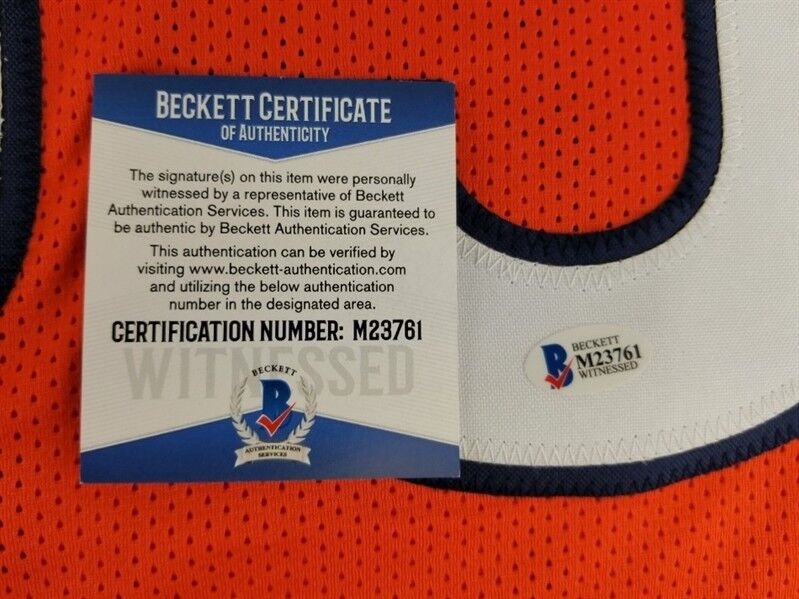 BECKETT CERTIFICATE
OF AUTHENTICITY
The signature(s) on this item were personally
witnessed by a representative of Beckett
Authentication Services. This item is guaranteed to
be authentic by Beckett Authentication Services.
This authentication can be verified by
visiting www.beckett-authentication.com
and utilizing the below authentication
number in the designated area.
CERTIFICATION NUMBER: M23761
WITNESSED
BECKETT
B
AUTHENTICATION
SERVICES
BECKETT
B M23761
WITNESSED